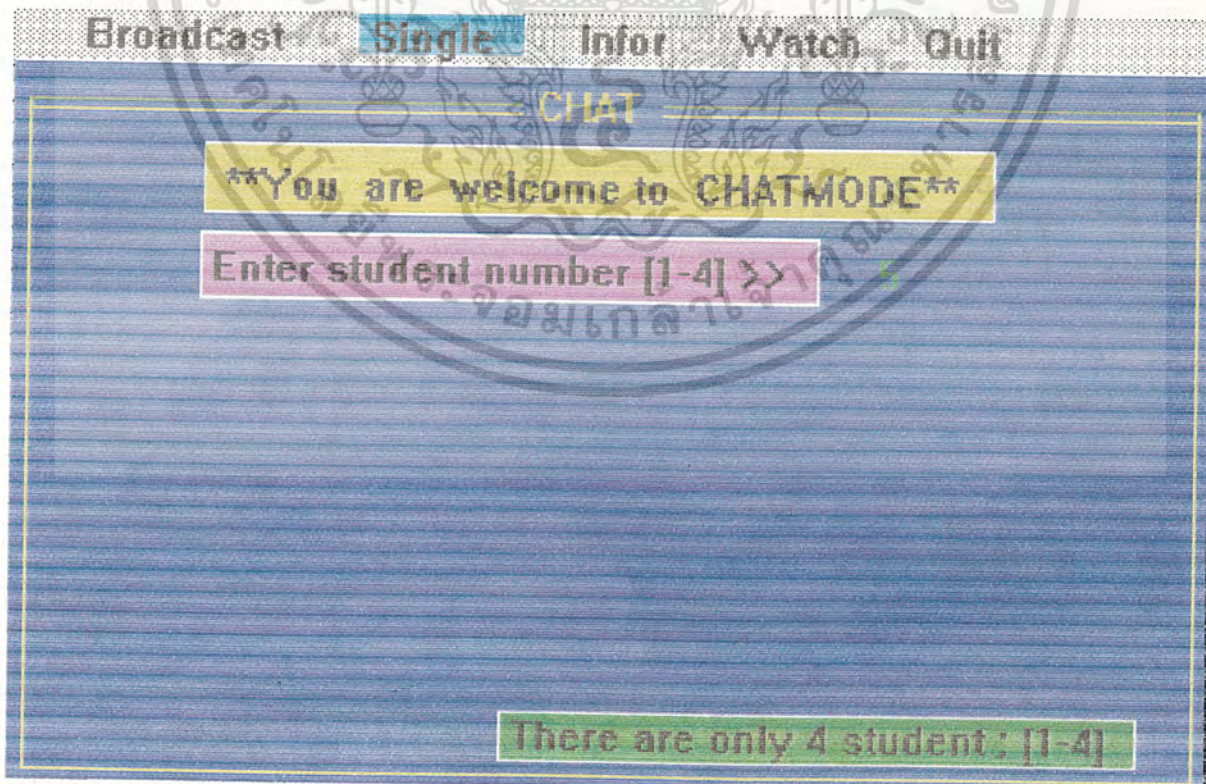 Broadcast Single Infor Watch Quit
CHAT
**You are welcome to CHATMODE**
Enter student number [1-4] >> 5
There are only 4 student : [1-4]